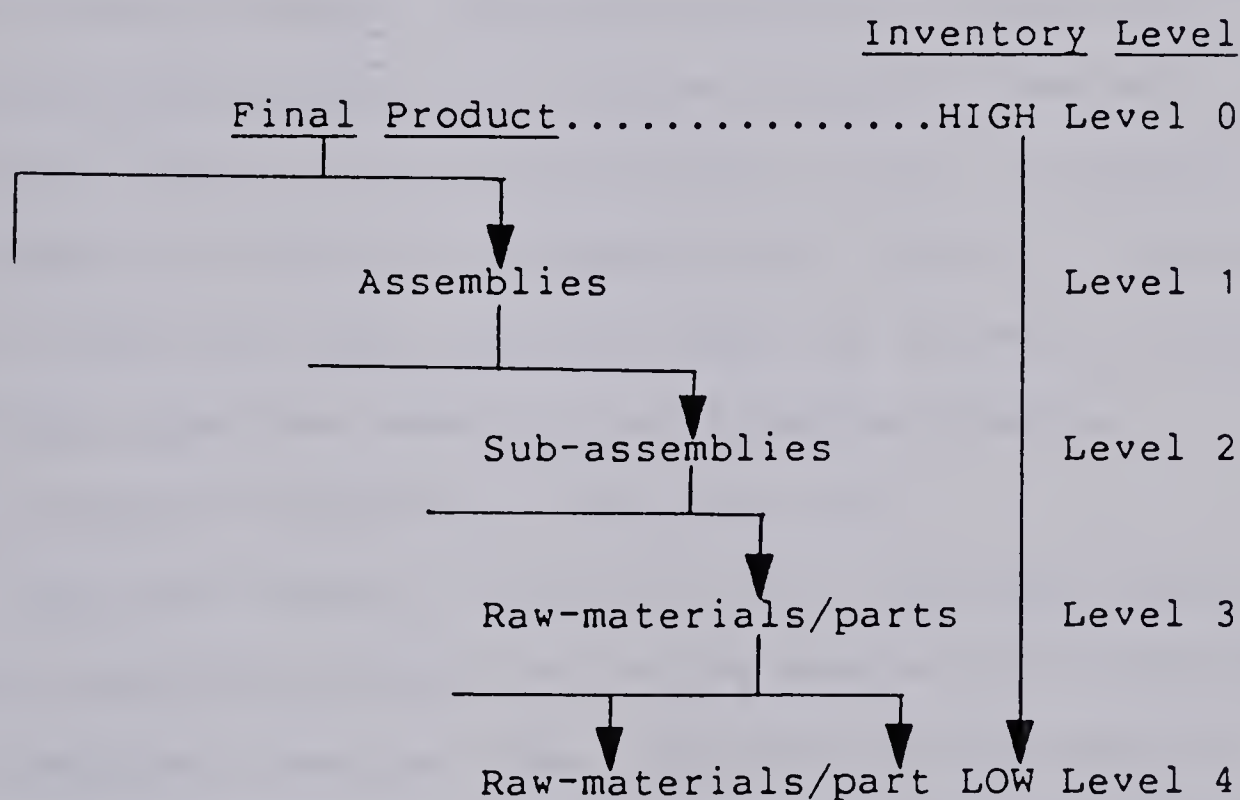 Inventory Level
Final Product................HIGH Level 0
Assemblies Level 1
Sub-assemblies Level 2
Raw-materials/parts Level 3
Raw-materials/part LOW Level 4